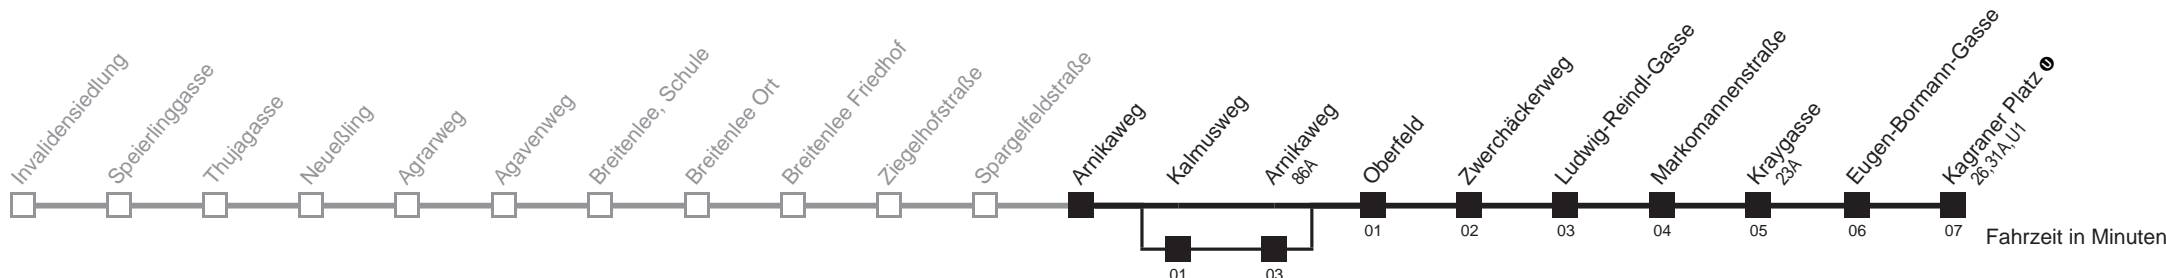 Invalidensiedlung
Speierlinggasse
Thujagasse
Neueßling
Agrarweg
Agavenweg
Breitenlee, Schule
Breitenlee Ort
Breitenlee Friedhof
Ziegelhofstraße
Spargelfeldstraße
Arnikaweg
Kalmusweg
Arnikaweg
86A
Oberfeld
Zwerchäckerweg
Ludwig-Reindl-Gasse
Markomannenstraße
Kraygasse
23A
Eugen-Bormann-Gasse
Kagraner Platz U
26,31A,U1
01 02 03 04 05 06 07
Fahrzeit in Minuten
01 03